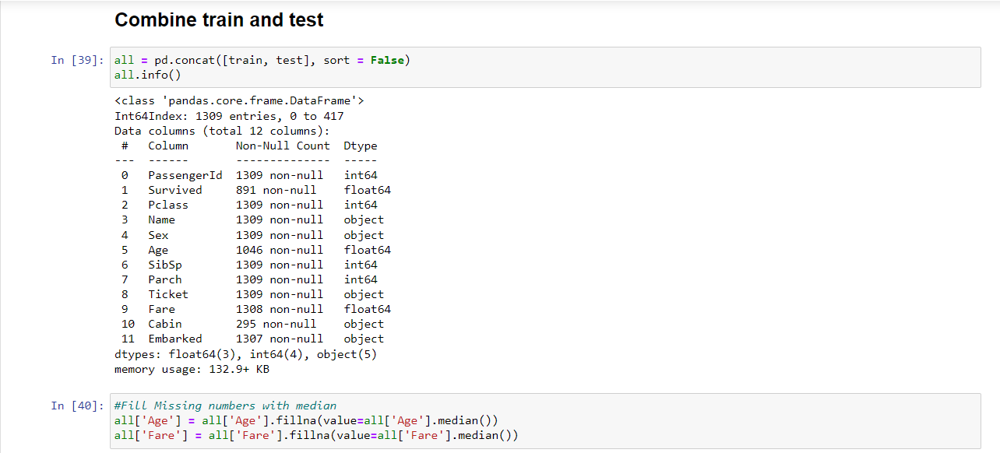 Combine train and test
In [39]: all = pd.concat([train, test], sort = False)
all.info()
<class 'pandas.core.frame.DataFrame'>
Int64Index: 1309 entries, 0 to 417
Data columns (total 12 columns):
 #   Column       Non-Null Count  Dtype
---  ------       --------------  -----
 0   PassengerId  1309 non-null   int64
 1   Survived     891 non-null    float64
 2   Pclass       1309 non-null   int64
 3   Name         1309 non-null   object
 4   Sex          1309 non-null   object
 5   Age          1046 non-null   float64
 6   SibSp        1309 non-null   int64
 7   Parch        1309 non-null   int64
 8   Ticket       1309 non-null   object
 9   Fare         1308 non-null   float64
 10  Cabin        295 non-null    object
 11  Embarked     1307 non-null   object
dtypes: float64(3), int64(4), object(5)
memory usage: 132.9+ KB
In [40]: #Fill Missing numbers with median
all['Age'] = all['Age'].fillna(value=all['Age'].median())
all['Fare'] = all['Fare'].fillna(value=all['Fare'].median())